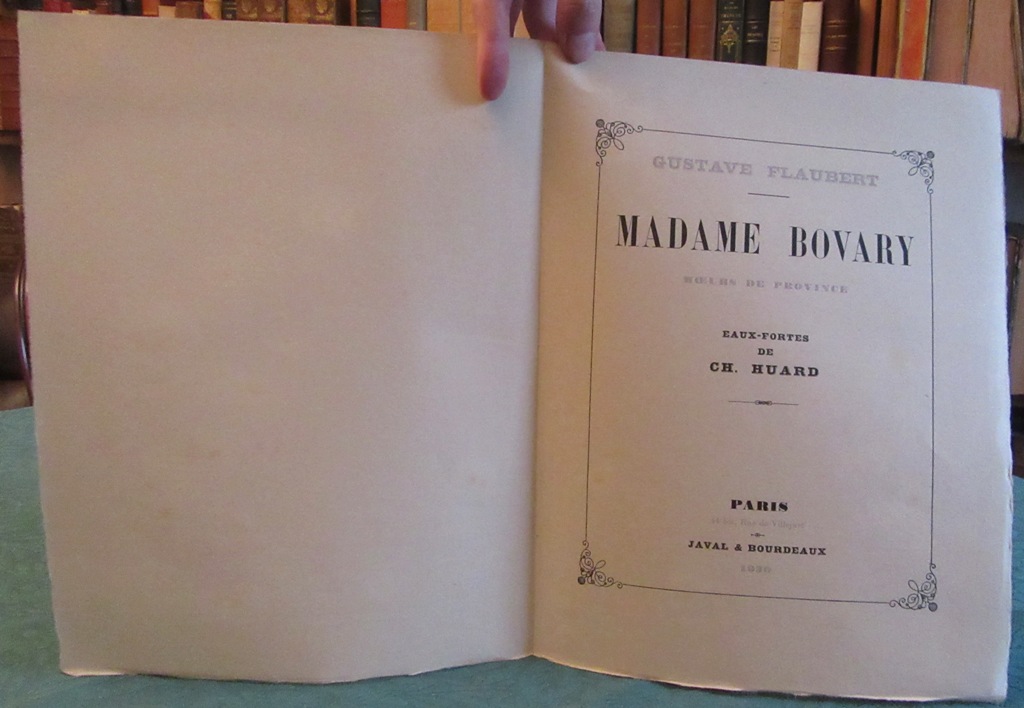 GUSTAVE FLAUBERT
MADAME BOVARY
MŒURS DE PROVINCE
EAUX-FORTES
DE
CH. HUARD
PARIS
JAVAL & BOURDEAUX